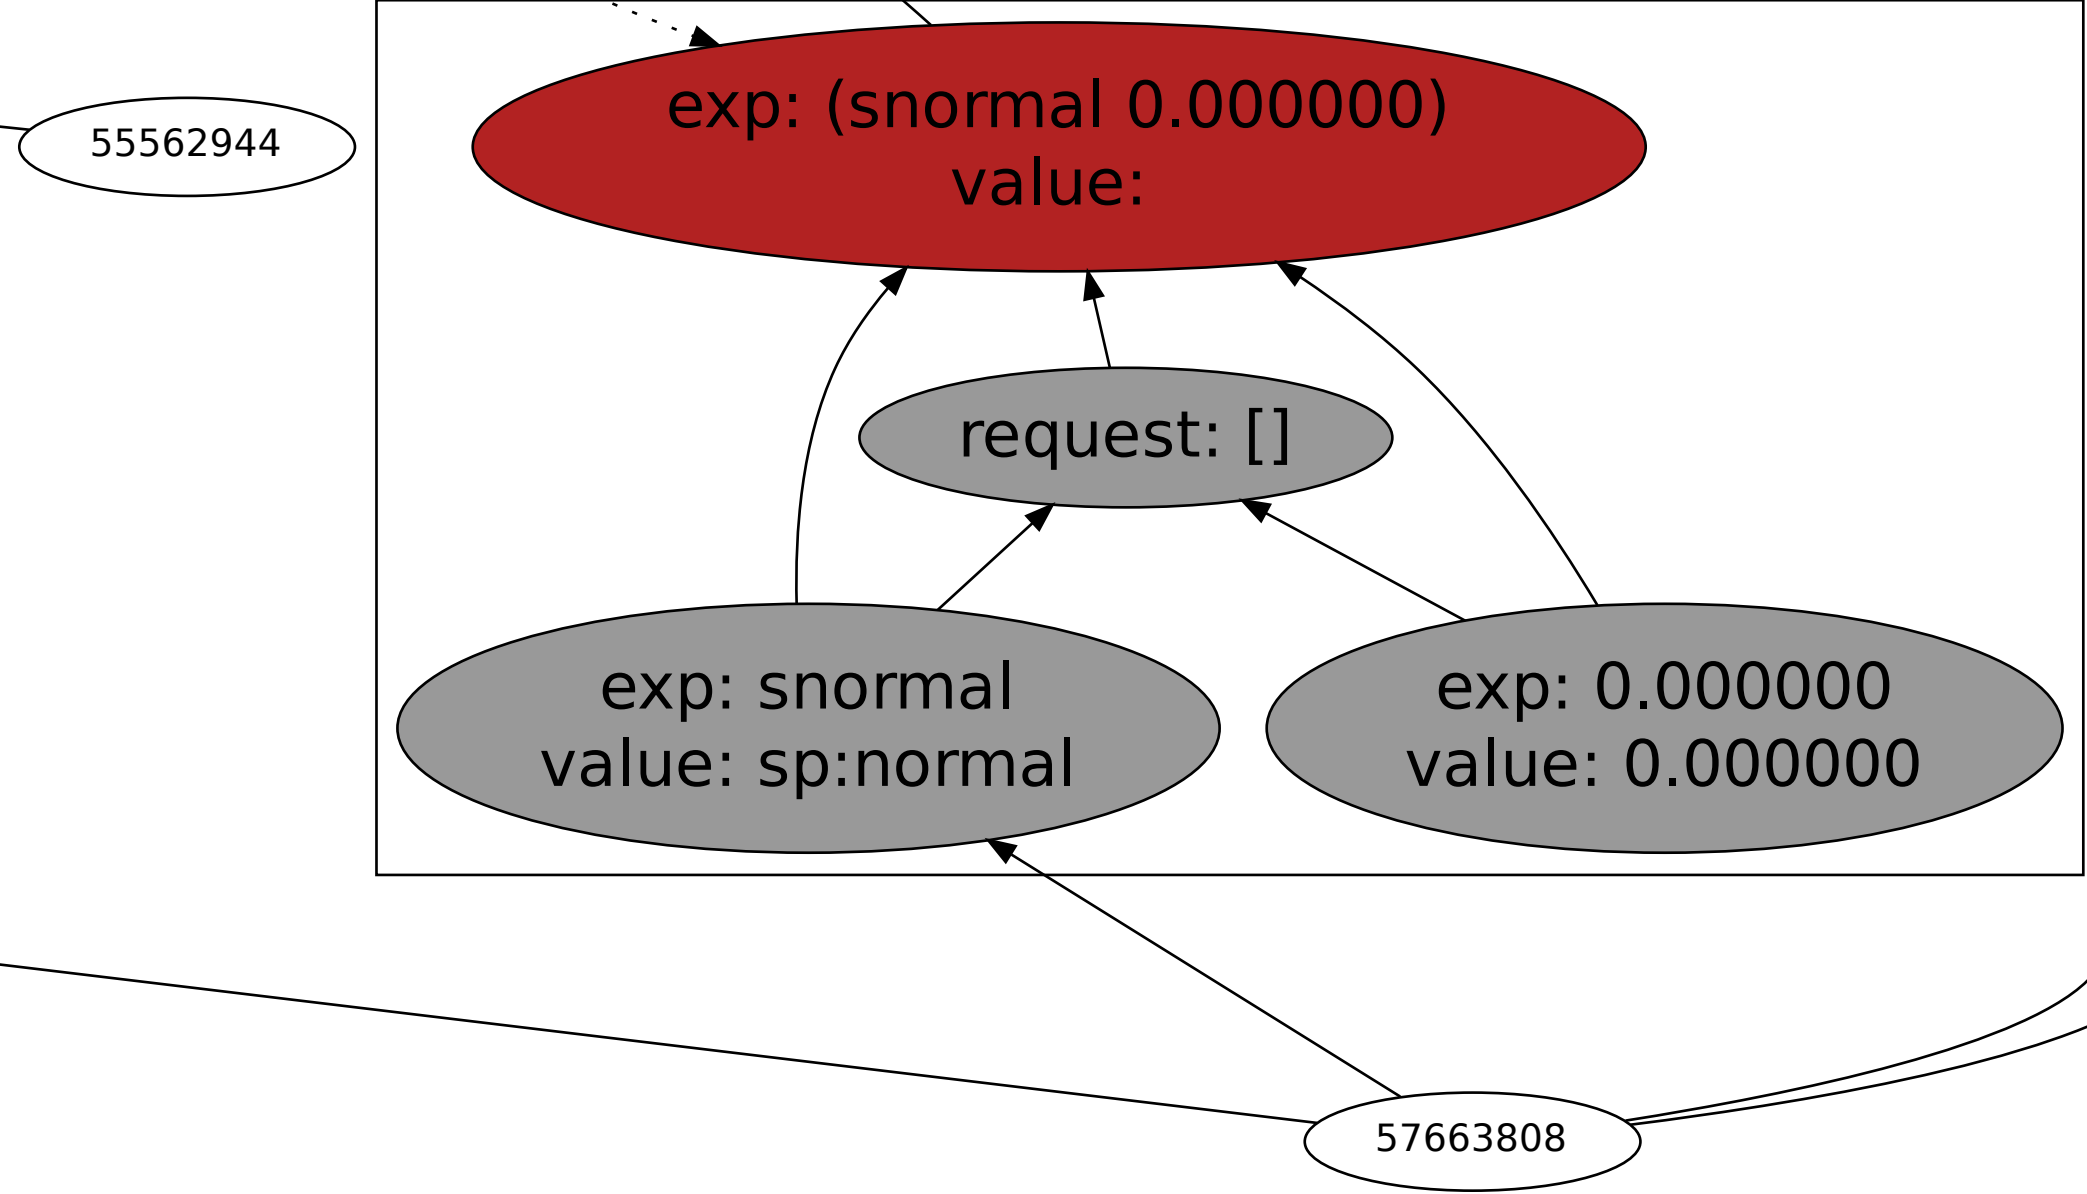 exp: (snormal 0.000000)
value:
55562944
request: []
exp: snormal
value: sp:normal
exp: 0.000000
value: 0.000000
57663808